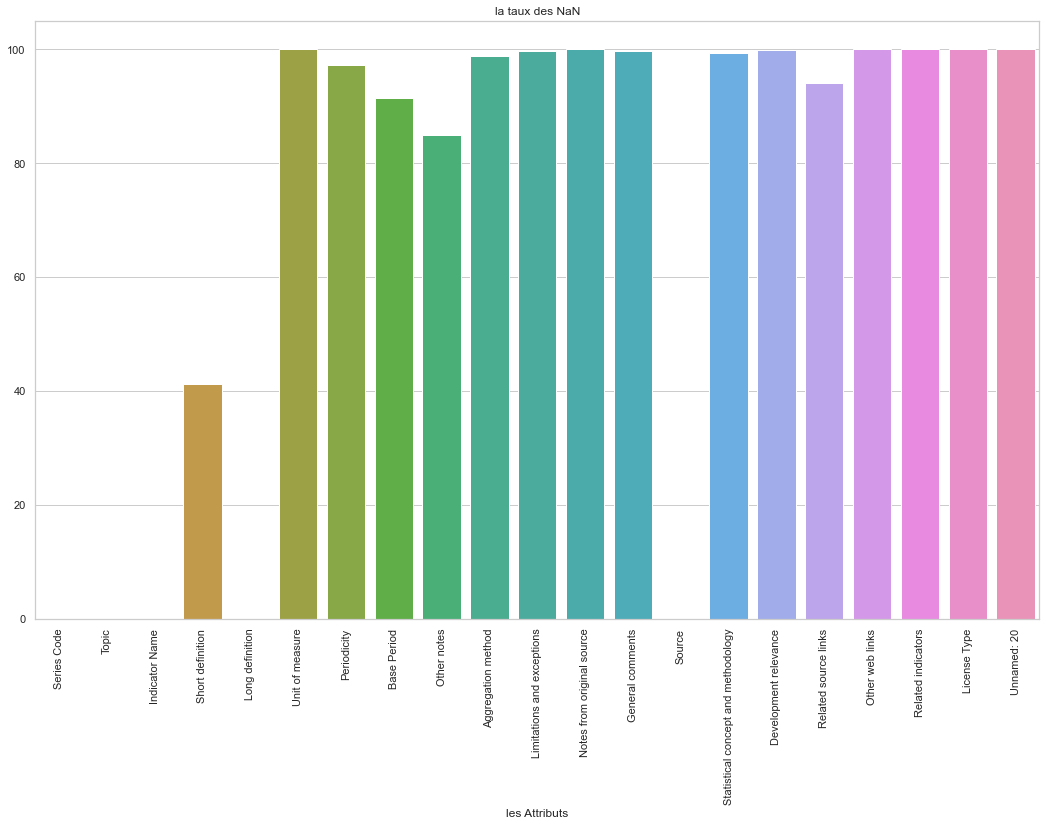 la taux des NaN
100
80
60
40
20
0
Series Code
Topic
Indicator Name
Short definition
Long definition
Unit of measure
Periodicity
Base Period
Other notes
Aggregation method
Limitations and exceptions
Notes from original source
General comments
Source
Statistical concept and methodology
Development relevance
Related source links
Other web links
Related indicators
License Type
Unnamed: 20
les Attributs